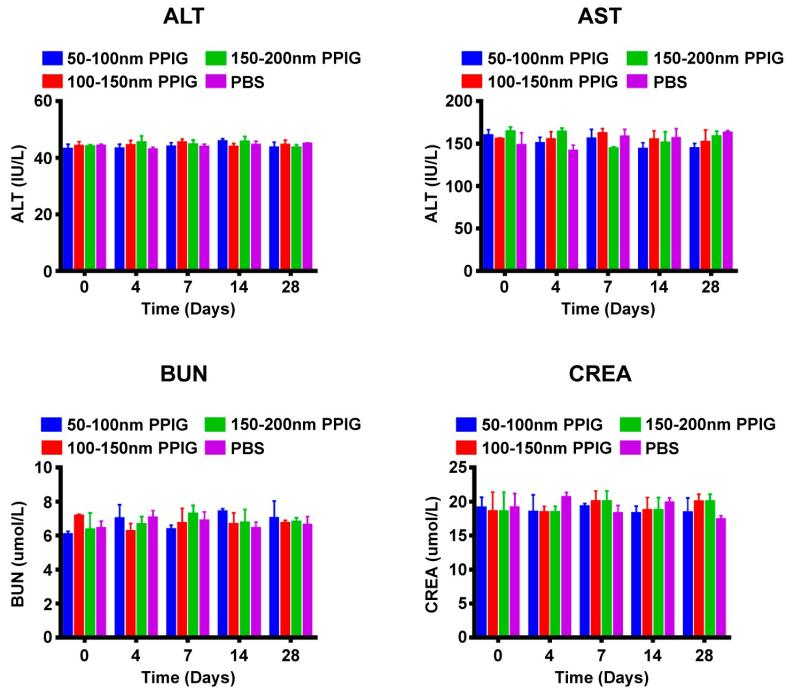 ALT
50-100nm PPIG 150-200nm PPIG
100-150nm PPIG PBS
ALT (IU/L)
60
40
20
0
0 4 7 14 28
Time (Days)
AST
50-100nm PPIG 150-200nm PPIG
100-150nm PPIG PBS
ALT (IU/L)
200
150
100
50
0
0 4 7 14 28
Time (Days)
BUN
50-100nm PPIG 150-200nm PPIG
100-150nm PPIG PBS
BUN (umol/L)
10
8
6
4
2
0
0 4 7 14 28
Time (Days)
CREA
50-100nm PPIG 150-200nm PPIG
100-150nm PPIG PBS
CREA (umol/L)
25
20
15
10
5
0
0 4 7 14 28
Time (Days)